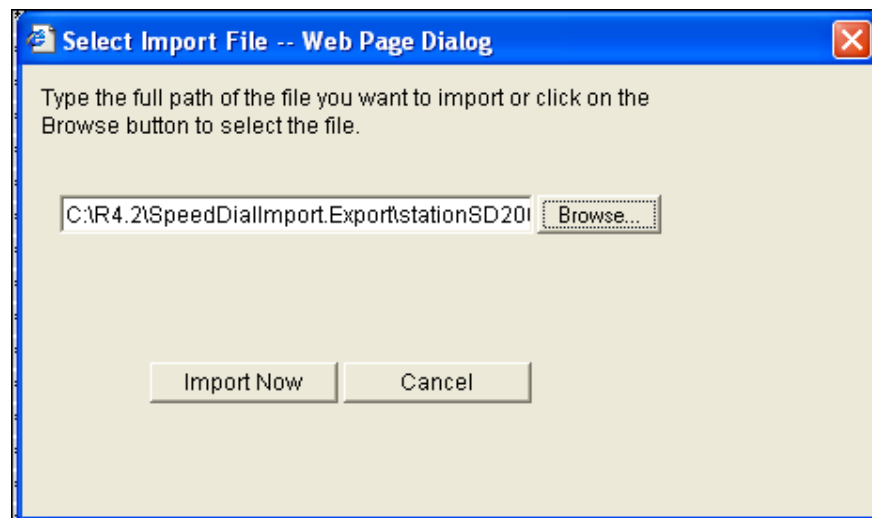 Select Import File -- Web Page Dialog
Type the full path of the file you want to import or click on the
Browse button to select the file.
C:\R4.2\SpeedDialImport.Export\stationSD20 Browse...
Import Now Cancel